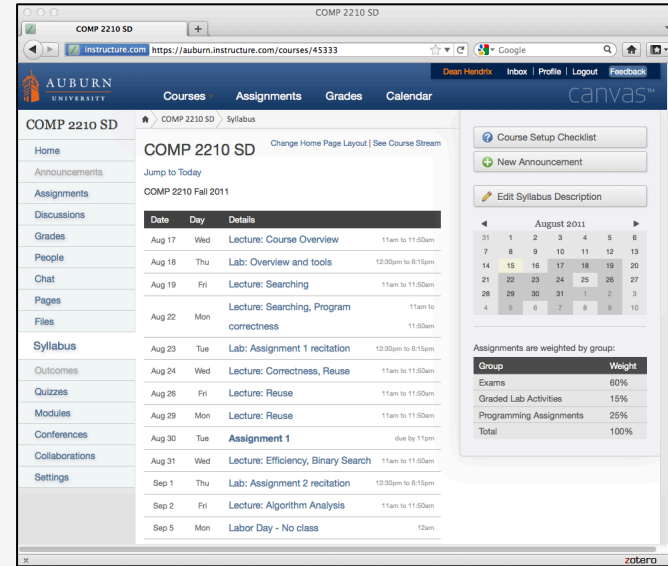 COMP 2210 SD
COMP 2210 SD
+
instructure.com https://auburn.instructure.com/courses/45333
Google
AUBURN
UNIVERSITY
Dean Hendrix Inbox | Profile | Logout Feedback
Courses Assignments Grades Calendar
canvas™
COMP 2210 SD
Home
Announcements
Assignments
Discussions
Grades
People
Chat
Pages
Files
Syllabus
Outcomes
Quizzes
Modules
Conferences
Collaborations
Settings
COMP 2210 SD Syllabus
COMP 2210 SD
Change Home Page Layout | See Course Stream
Jump to Today
COMP 2210 Fall 2011
Date Day Details
Aug 17 Wed Lecture: Course Overview 11am to 11:50am
Aug 18 Thu Lab: Overview and tools 12:30pm to 6:15pm
Aug 19 Fri Lecture: Searching 11am to 11:50am
Aug 22 Mon Lecture: Searching, Program 11am to
correctness 11:50am
Aug 23 Tue Lab: Assignment 1 recitation 12:30pm to 6:15pm
Aug 24 Wed Lecture: Correctness, Reuse 11am to 11:50am
Aug 26 Fri Lecture: Reuse 11am to 11:50am
Aug 29 Mon Lecture: Reuse 11am to 11:50am
Aug 30 Tue Assignment 1 due by 11pm
Aug 31 Wed Lecture: Efficiency, Binary Search 11am to 11:50am
Sep 1 Thu Lab: Assignment 2 recitation 12:30pm to 6:15pm
Sep 2 Fri Lecture: Algorithm Analysis 11am to 11:50am
Sep 5 Mon Labor Day - No class 12am
Course Setup Checklist
New Announcement
Edit Syllabus Description
August 2011
31 1 2 3 4 5 6
7 8 9 10 11 12 13
14 15 16 17 18 19 20
21 22 23 24 25 26 27
28 29 30 31 1 2 3
4 5 6 7 8 9 10
Assignments are weighted by group:
Group Weight
Exams 60%
Graded Lab Activities 15%
Programming Assignments 25%
Total 100%
zotero